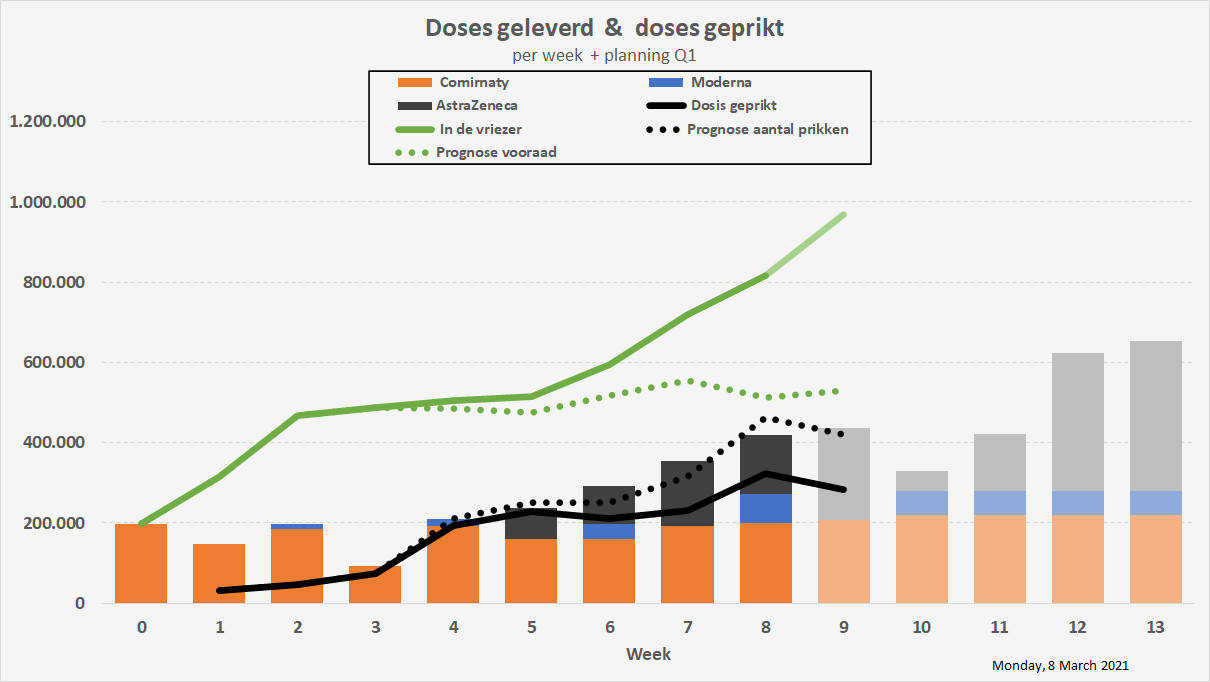 Doses geleverd & doses geprikt
per week + planning Q1
Comirnaty
Moderna
AstraZeneca
Dosis geprikt
In de vriezer
Prognose aantal prikken
Prognose vooraad
1.200.000
1.000.000
800.000
600.000
400.000
200.000
0
0 1 2 3 4 5 6 7 8 9 10 11 12 13
Week
Monday, 8 March 2021